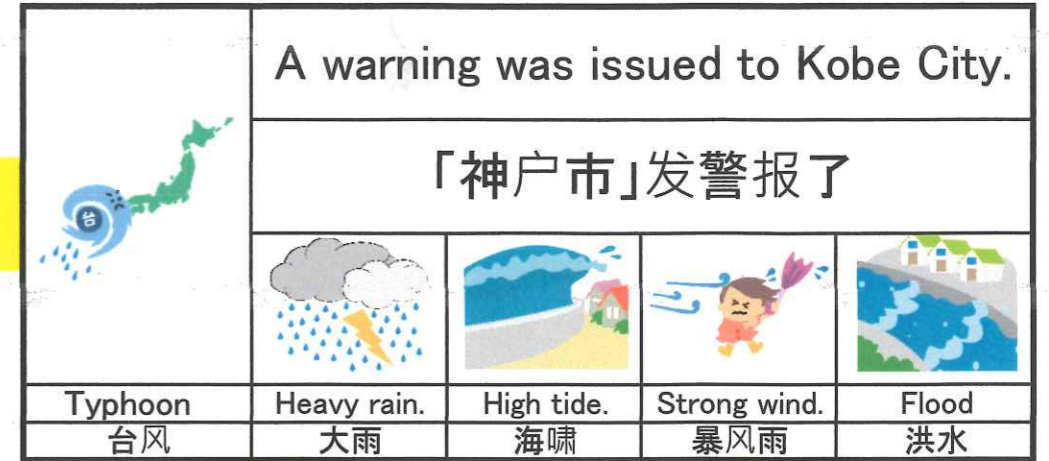 A warning was issued to Kobe City.
「神户市」发警报了
台
Typhoon
Heavy rain.
High tide.
Strong wind.
Flood
台风
大雨
海啸
暴风雨
洪水